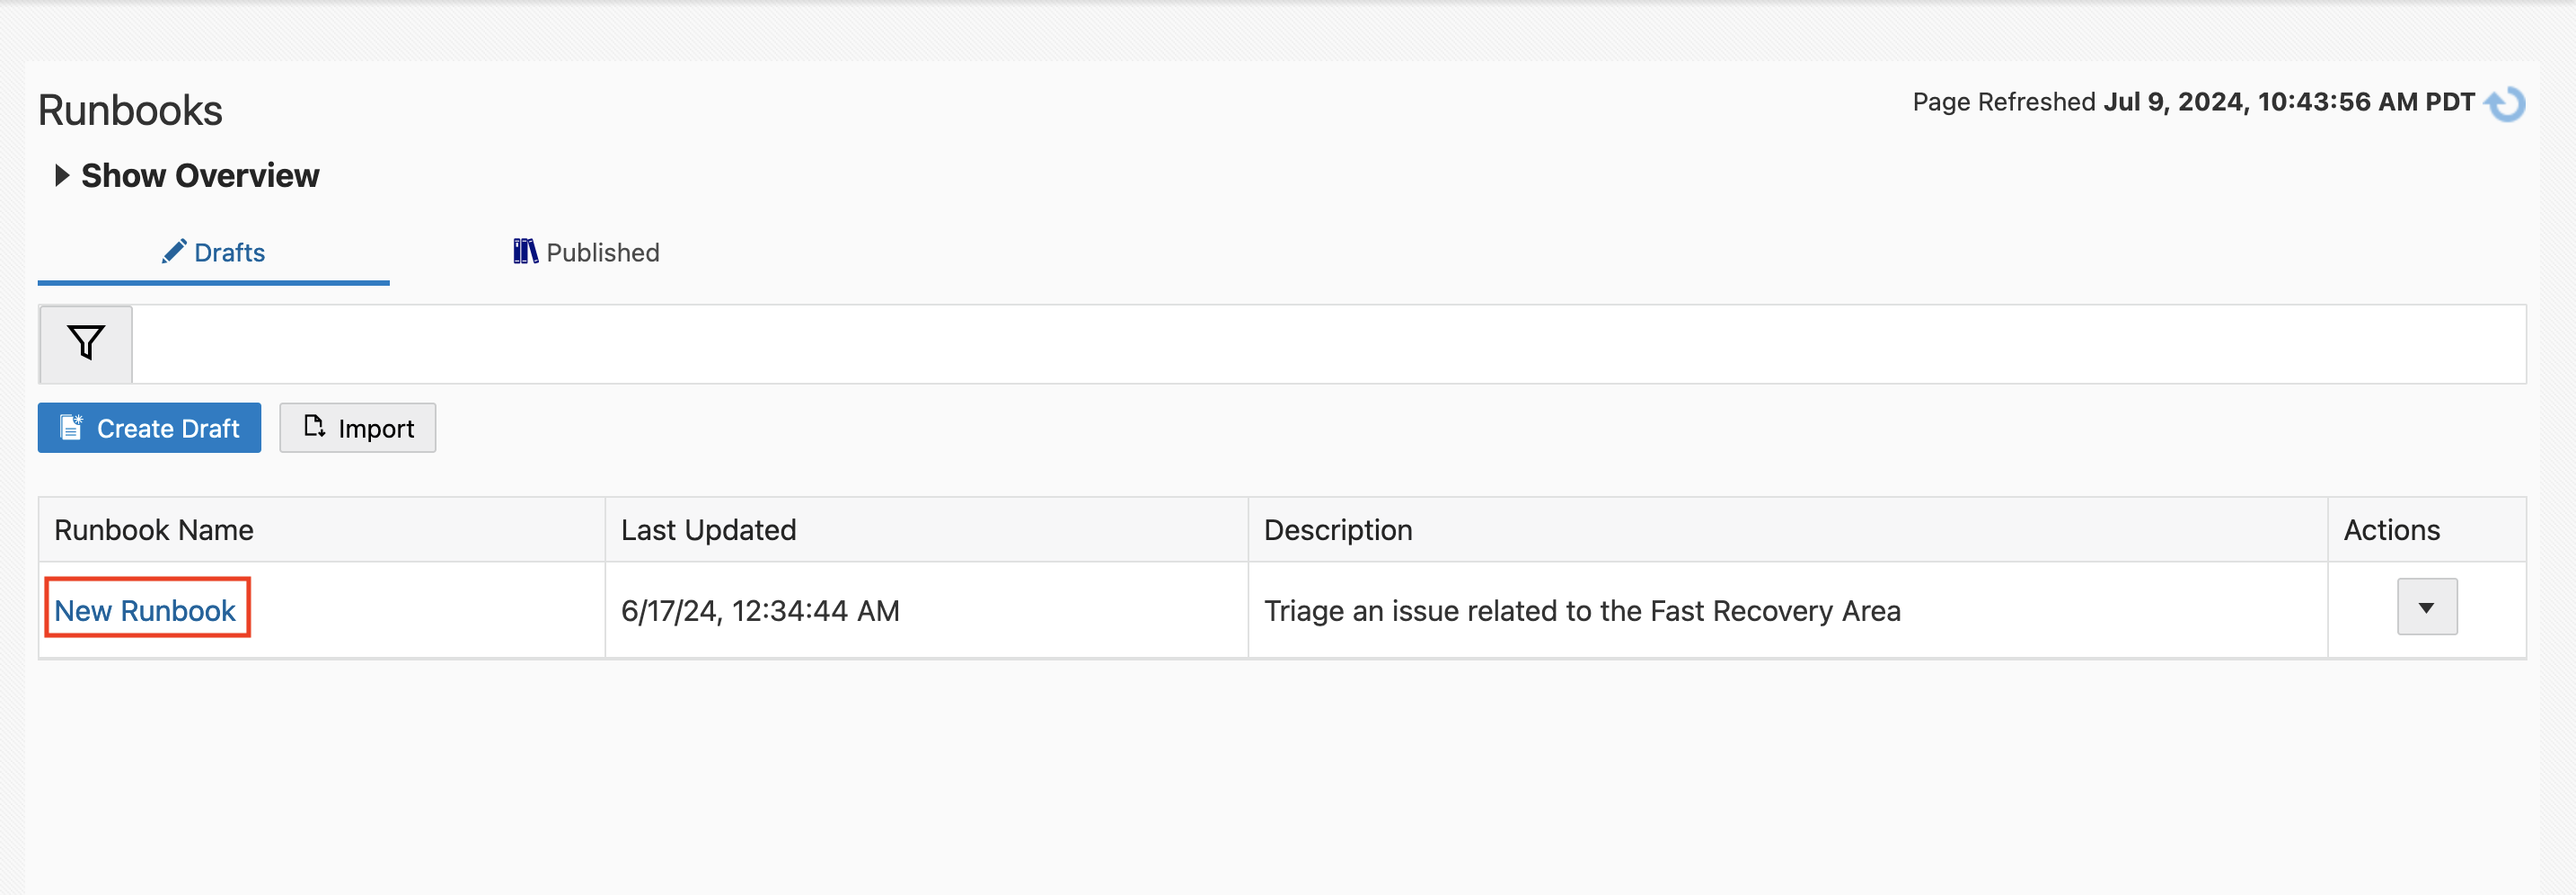 Runbooks
Page Refreshed Jul 9, 2024, 10:43:56 AM PDT
Show Overview
Drafts
Published
Create Draft
Import
Runbook Name
Last Updated
Description
Actions
New Runbook
6/17/24, 12:34:44 AM
Triage an issue related to the Fast Recovery Area